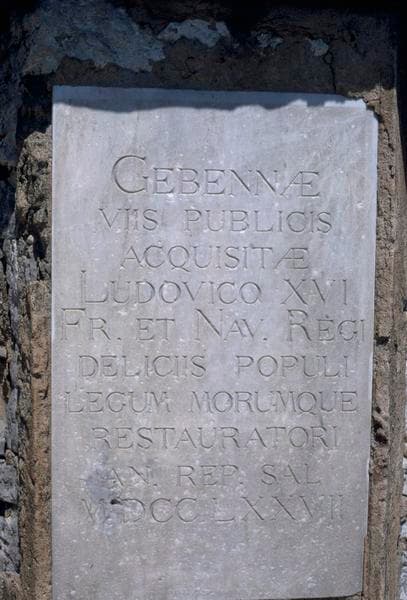 GEBENNÆ
VIIS PUBLICIS
ACQUISITÆ
LUDOVICO XVI
FR. ET NAV. REGI
DELICIIS POPULI
LEGUM MORUMQUE
RESTAURATORI
AN. REP. SAL
MDCCLXXVII